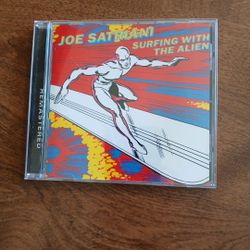 JOE SATRIANI
SURFING WITH
THE ALIEN
REMASTERED